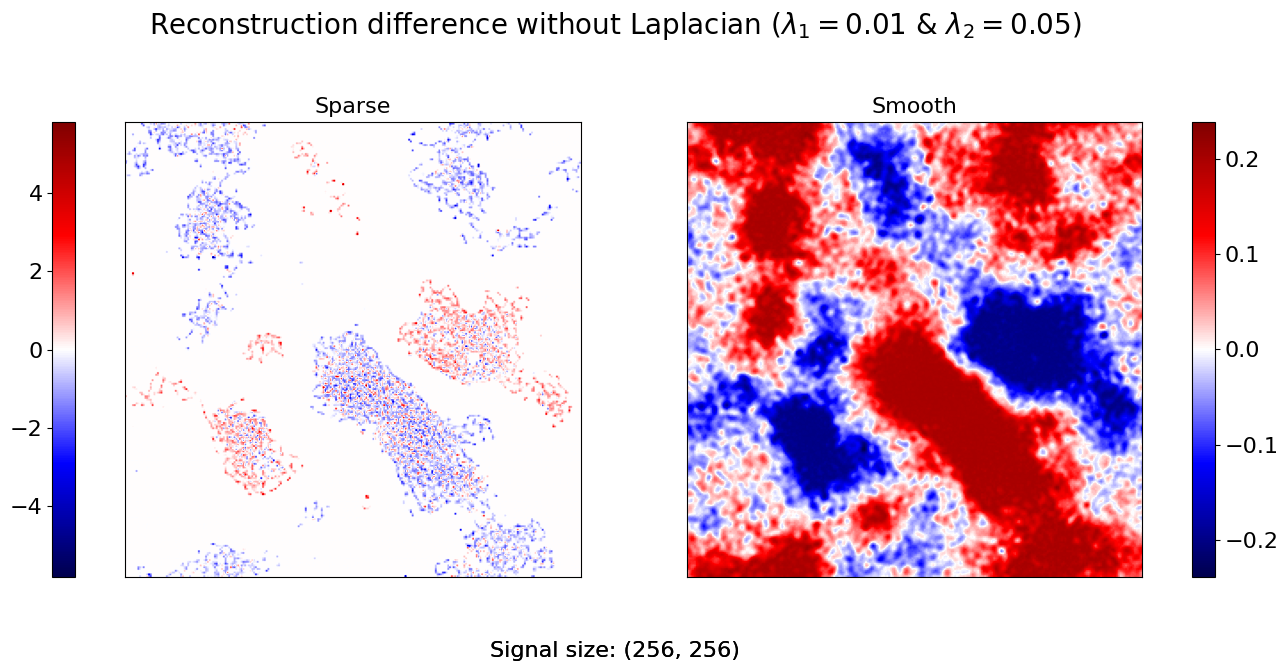 Reconstruction difference without Laplacian (λ₁ = 0.01 & λ₂ = 0.05)
Sparse
Smooth
4
2
0
−2
−4
0.2
0.1
0.0
−0.1
−0.2
Signal size: (256, 256)